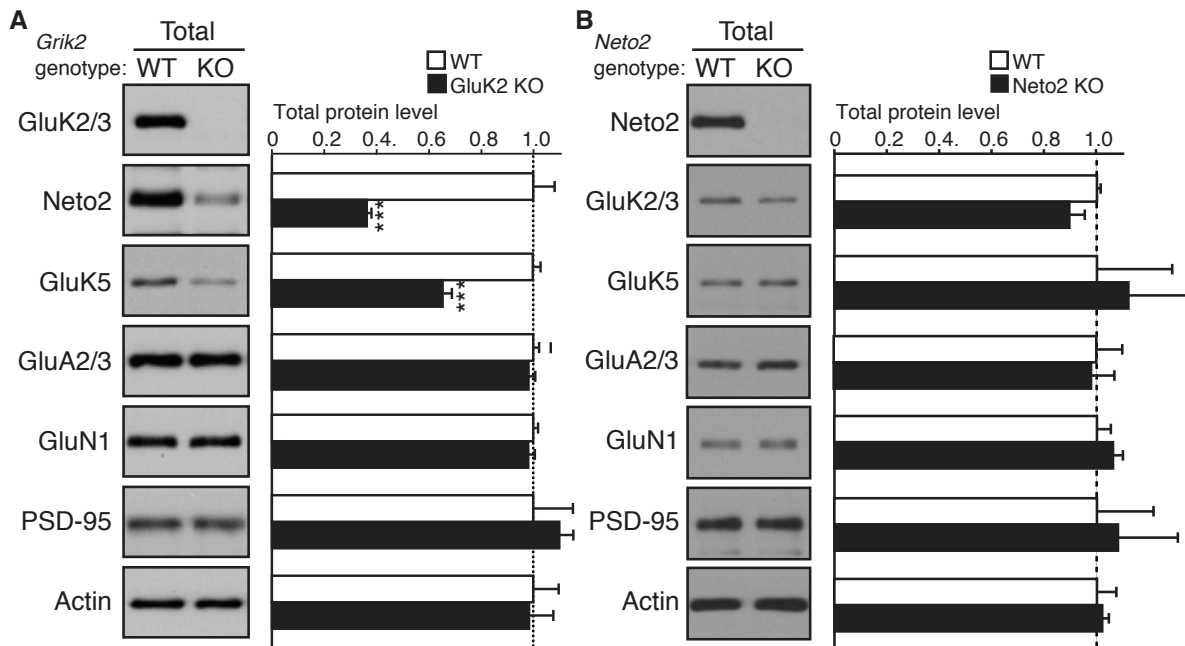 A
Grik2
genotype:
Total
WT KO
WT
GluK2 KO
GluK2/3
Total protein level
0 0.2 0.4. 0.6 0.8 1.0
Neto2
***
GluK5
***
GluA2/3
GluN1
PSD-95
Actin
B
Neto2
genotype:
Total
WT KO
WT
Neto2 KO
Neto2
Total protein level
0 0.2 0.4. 0.6 0.8 1.0
GluK2/3
GluK5
GluA2/3
GluN1
PSD-95
Actin